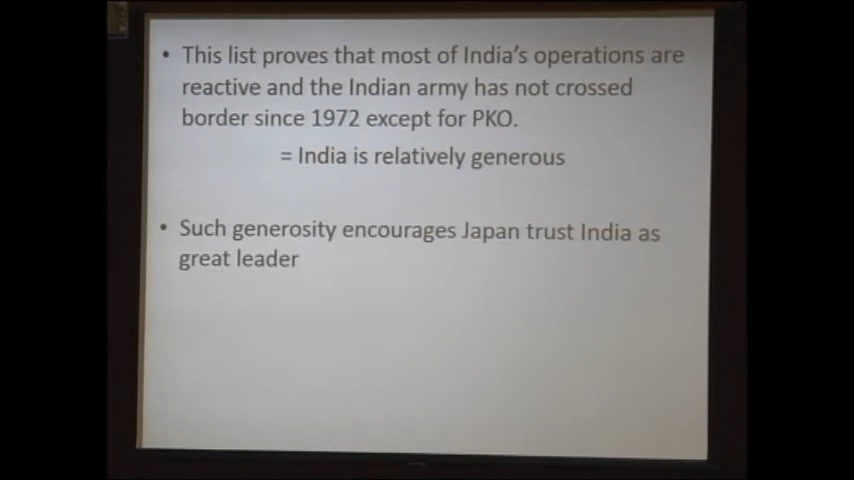 • This list proves that most of India's operations are
reactive and the Indian army has not crossed
border since 1972 except for PKO.
= India is relatively generous
• Such generosity encourages Japan trust India as
great leader